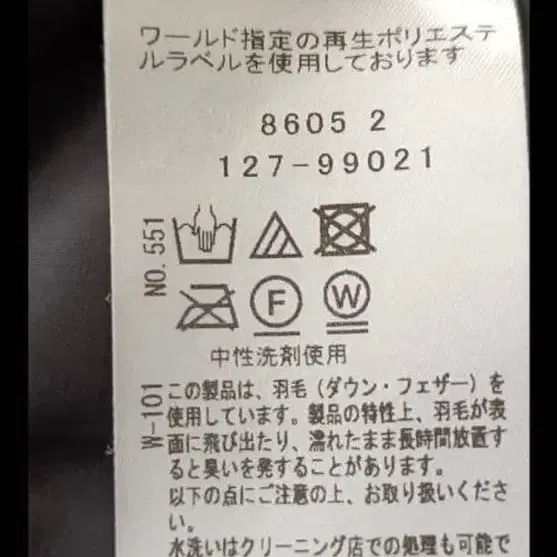 ワールド指定の再生ポリエステ
ルラベルを使用しております
8605 2
127-99021
NO.551
F
W
中性洗剤使用
W-101
この製品は、羽毛（ダウン・フェザー）を
使用しています。製品の特性上、羽毛が表
面に飛び出たり、濡れたまま長時間放置す
ると臭いを発することがあります。
以下の点にご注意の上、お取り扱いくださ
い。
水洗いはクリーニング店での処理も可能で